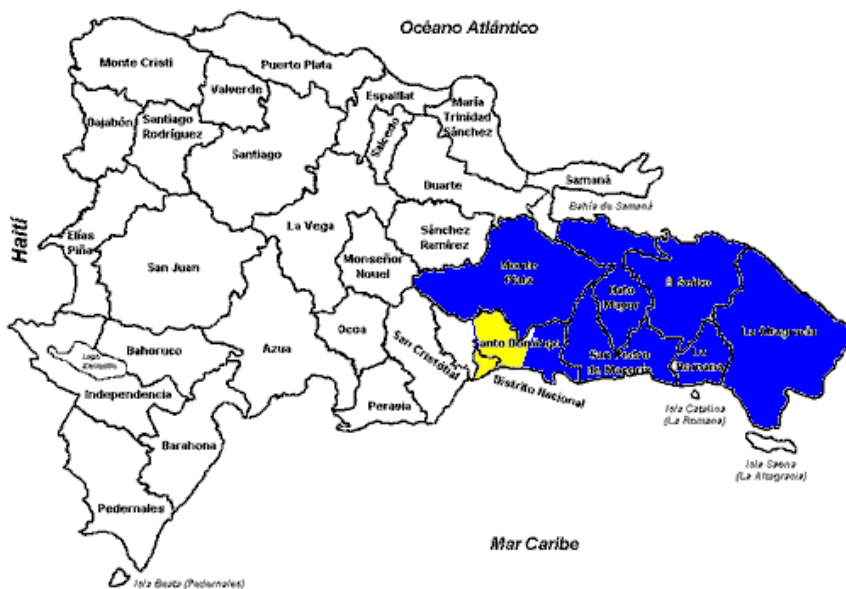 Océano Atlántico
Monte Cristi
Puerto Plata
Valverde
Espaillat
María
Trinidad
Sánchez
Dajabón
Santiago
Rodríguez
Salcedo
Santiago
Duarte
Samaná
Bahía de Samaná
Haití
Elías
Piña
La Vega
Sánchez
Ramírez
San Juan
Monseñor
Nouel
Monte
Plata
Hato
Mayor
El Seibo
La Altagracia
Ocoa
San Cristóbal
Santo Domingo
San Pedro
de Macorís
La
Romana
Bahoruco
Azua
Lago
Independencia
Peravia
Distrito Nacional
Isla Catalina
(La Romana)
Barahona
Isla Saona
(La Altagracia)
Pedernales
Mar Caribe
Isla Beata (Pedernales)